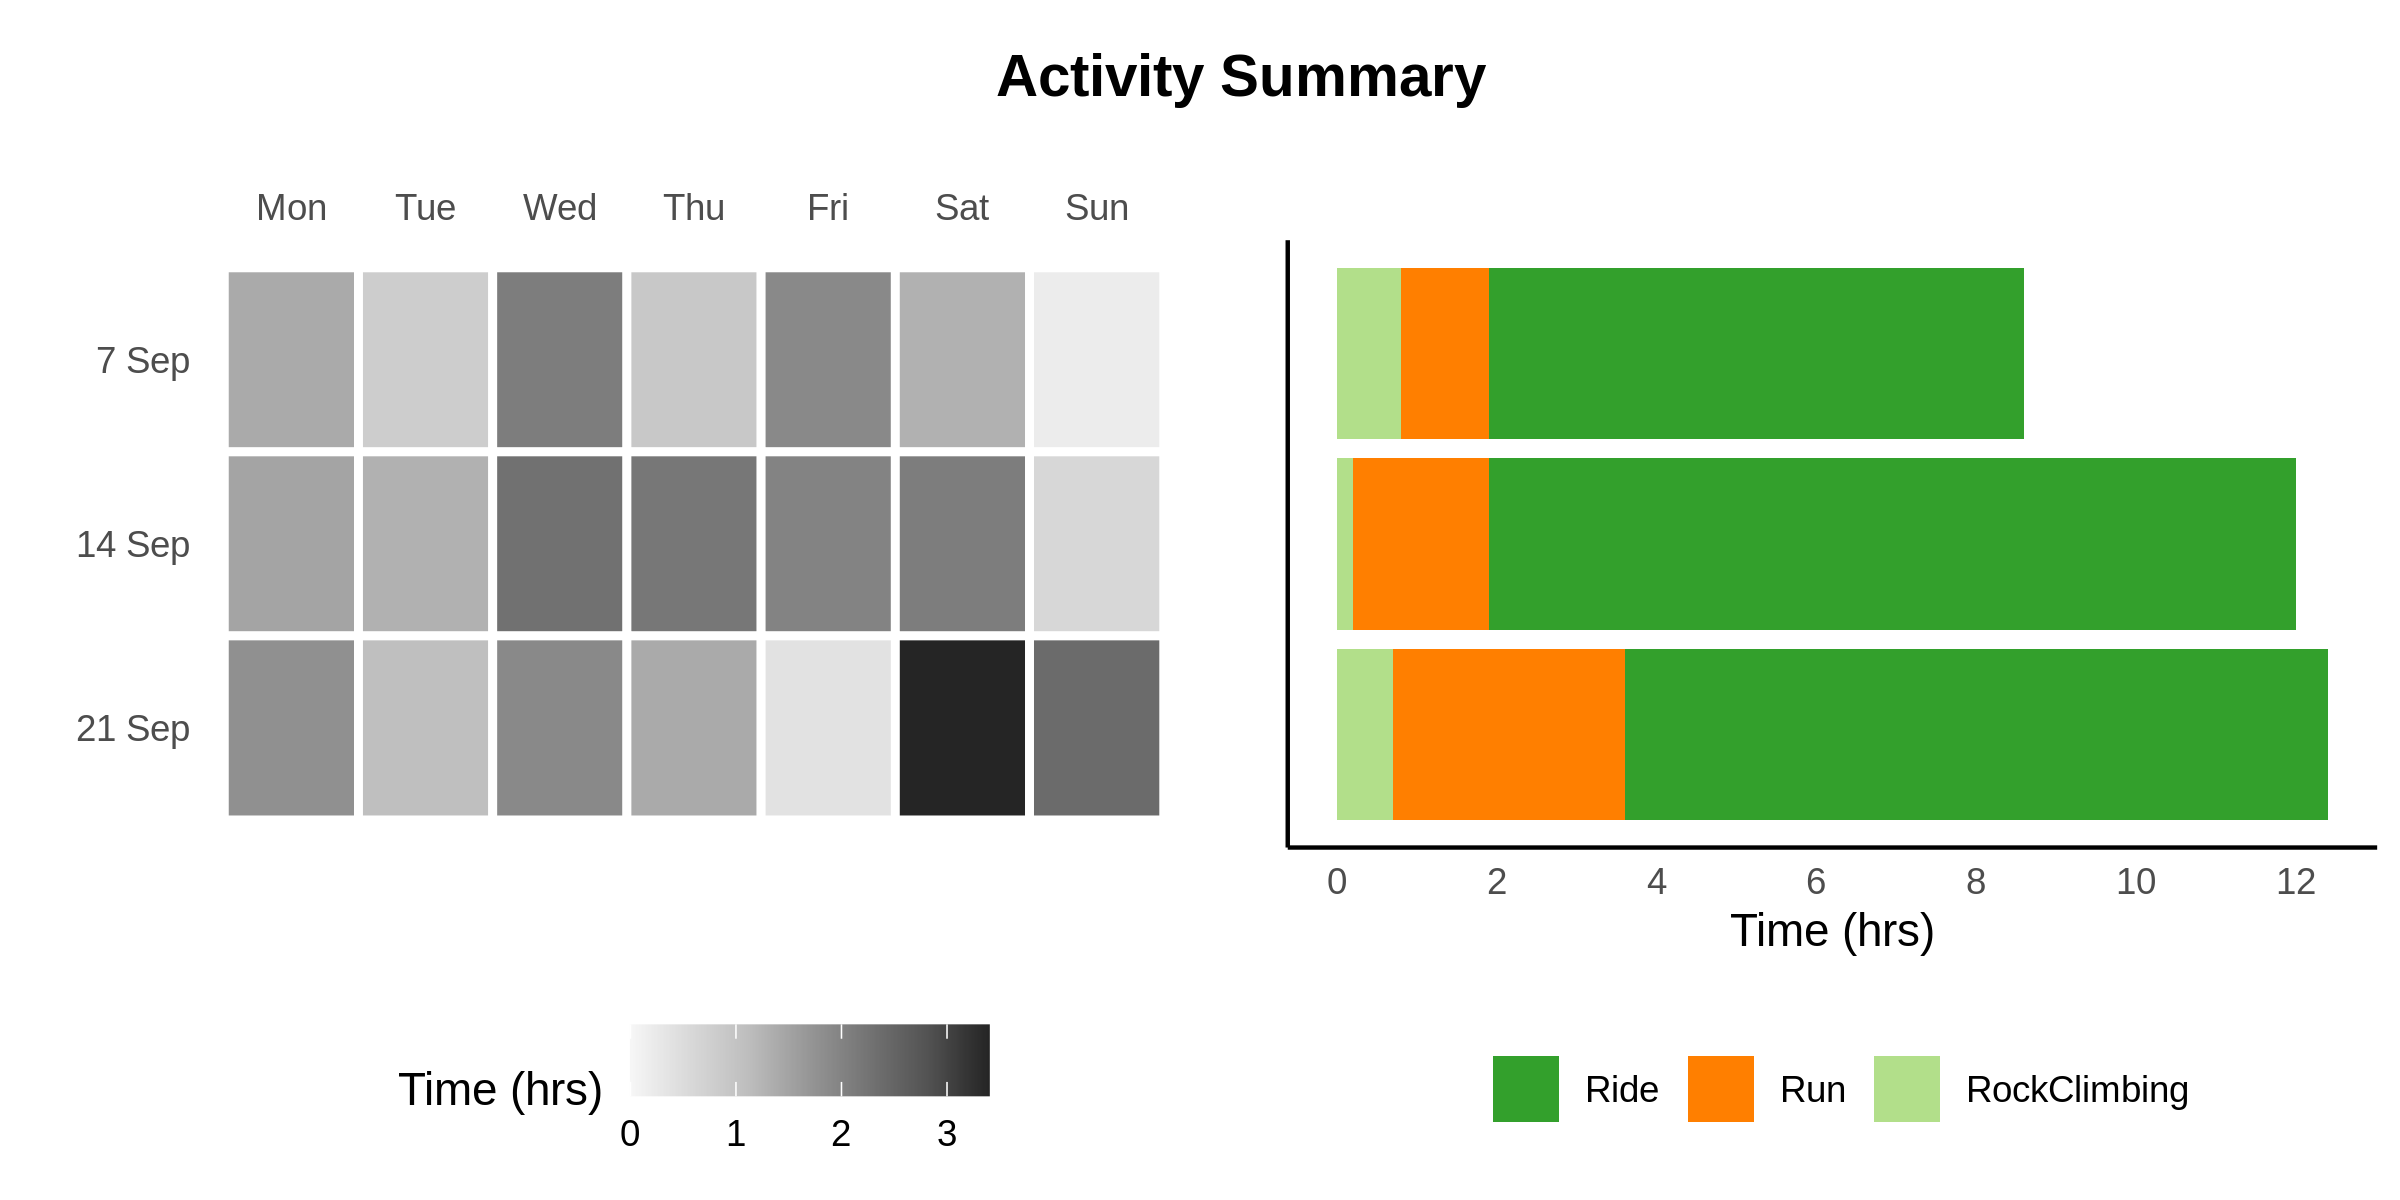 Activity Summary
Mon Tue Wed Thu Fri Sat Sun
7 Sep
14 Sep
21 Sep
0 2 4 6 8 10 12
Time (hrs)
Time (hrs)
0 1 2 3
Ride Run RockClimbing